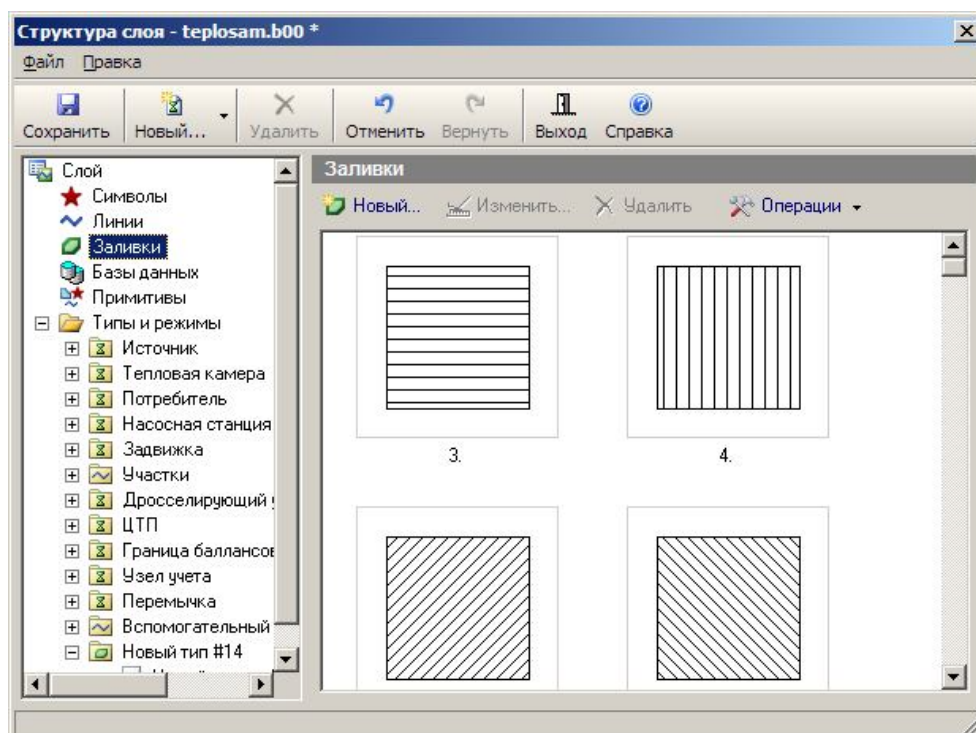 Структура слоя - teplosam.b00 *
Файл Правка
Сохранить Новый... Удалить Отменить Вернуть Выход Справка
Слой
Символы
Линии
Заливки
Базы данных
Примитивы
Типы и режимы
Источник
Тепловая камера
Потребитель
Насосная станция
Задвижка
Участки
Дросселирующий
ЦТП
Граница баллансов
Узел учета
Перемычка
Вспомогательный
Новый тип #14
Заливки
Новый... Изменить... Удалить Операции
3. 4.